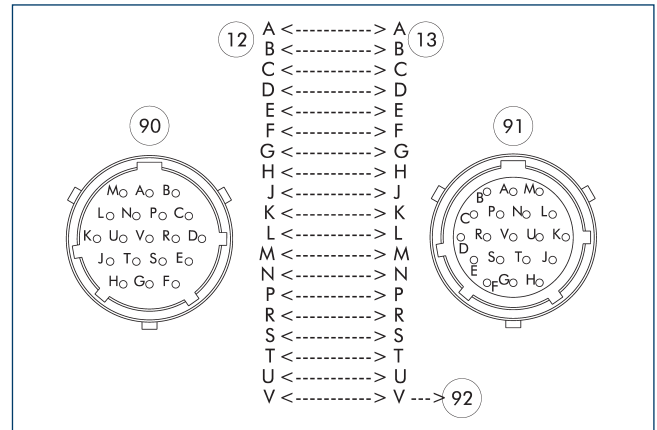 12 A <-----------> A 13
B <-----------> B
C <-----------> C
D <-----------> D
E <-----------> E
F <-----------> F
G <-----------> G
H <-----------> H
J <-----------> J
K <-----------> K
L <-----------> L
M <-----------> M
N <-----------> N
P <-----------> P
R <-----------> R
S <-----------> S
T <-----------> T
U <-----------> U
V <-----------> V ---> 92
90
M A B
L N P C
K U V R D
J T S E
H G F
91
B A M
C P N L
D R V U K
E S T J
F G H